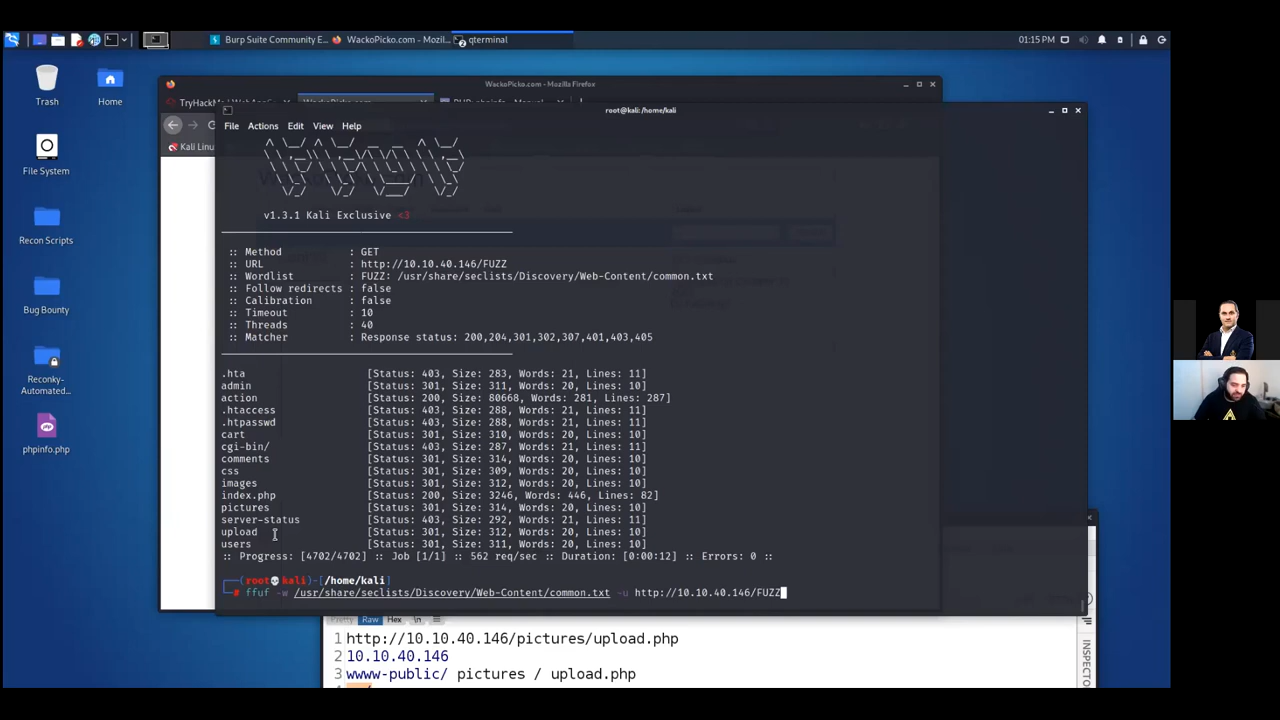 Burp Suite Community E...
WackoPicko.com - Mozil...
qterminal
01:15 PM
Trash
Home
File System
Recon Scripts
Bug Bounty
Reconky-
Automated...
phpinfo.php
WackoPicko.com - Mozilla Firefox
root@kali: /home/kali
File Actions Edit View Help
Kali Linu
v1.3.1 Kali Exclusive <3
:: Method : GET
:: URL : http://10.10.40.146/FUZZ
:: Wordlist : FUZZ: /usr/share/seclists/Discovery/Web-Content/common.txt
:: Follow redirects : false
:: Calibration : false
:: Timeout : 10
:: Threads : 40
:: Matcher : Response status: 200,204,301,302,307,401,403,405
.hta [Status: 403, Size: 283, Words: 21, Lines: 11]
admin [Status: 301, Size: 311, Words: 20, Lines: 10]
action [Status: 200, Size: 80668, Words: 281, Lines: 287]
.htaccess [Status: 403, Size: 288, Words: 21, Lines: 11]
.htpasswd [Status: 403, Size: 288, Words: 21, Lines: 11]
cart [Status: 301, Size: 310, Words: 20, Lines: 10]
cgi-bin/ [Status: 403, Size: 287, Words: 21, Lines: 11]
comments [Status: 301, Size: 314, Words: 20, Lines: 10]
css [Status: 301, Size: 309, Words: 20, Lines: 10]
images [Status: 301, Size: 312, Words: 20, Lines: 10]
index.php [Status: 200, Size: 3246, Words: 446, Lines: 82]
pictures [Status: 301, Size: 314, Words: 20, Lines: 10]
server-status [Status: 403, Size: 292, Words: 21, Lines: 11]
upload [Status: 301, Size: 312, Words: 20, Lines: 10]
users [Status: 301, Size: 311, Words: 20, Lines: 10]
:: Progress: [4702/4702] :: Job [1/1] :: 562 req/sec :: Duration: [0:00:12] :: Errors: 0 ::
(root💀kali)-[/home/kali]
# ffuf -w /usr/share/seclists/Discovery/Web-Content/common.txt -u http://10.10.40.146/FUZZ
Pretty Raw Hex \n
1 http://10.10.40.146/pictures/upload.php
2 10.10.40.146
3 wwww-public/ pictures / upload.php
INSPECTO